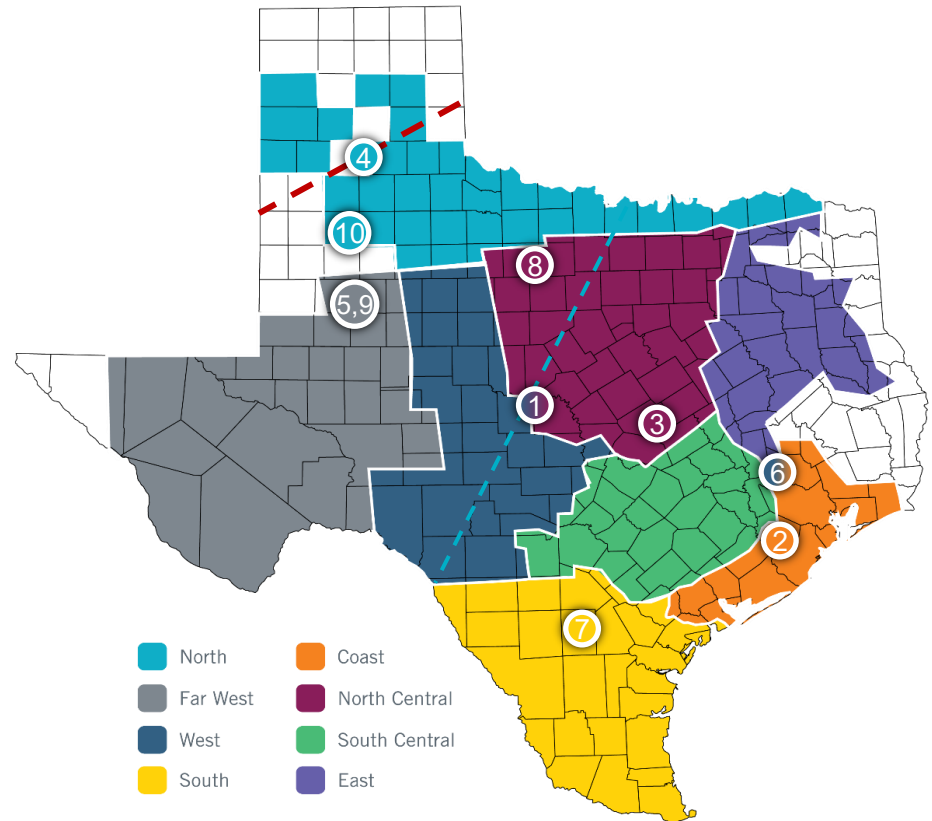 4
10
8
5,9
1
3
6
2
7
North
Coast
Far West
North Central
West
South Central
South
East